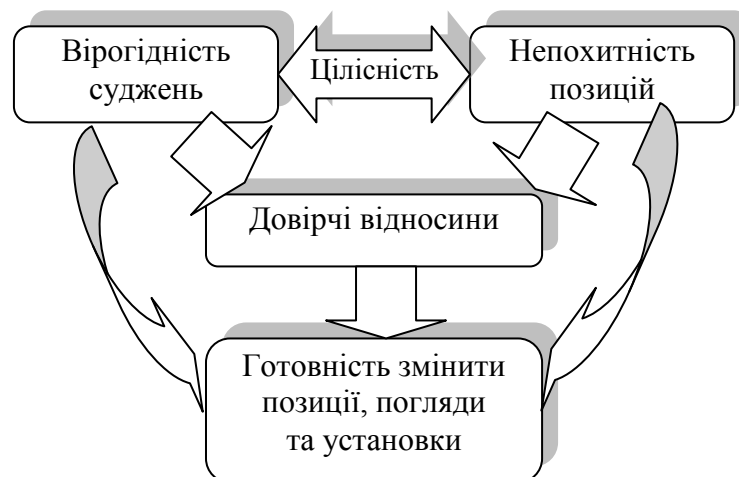 Вірогідність
суджень
Цілісність
Непохитність
позицій
Довірчі відносини
Готовність змінити
позиції, погляди
та установки